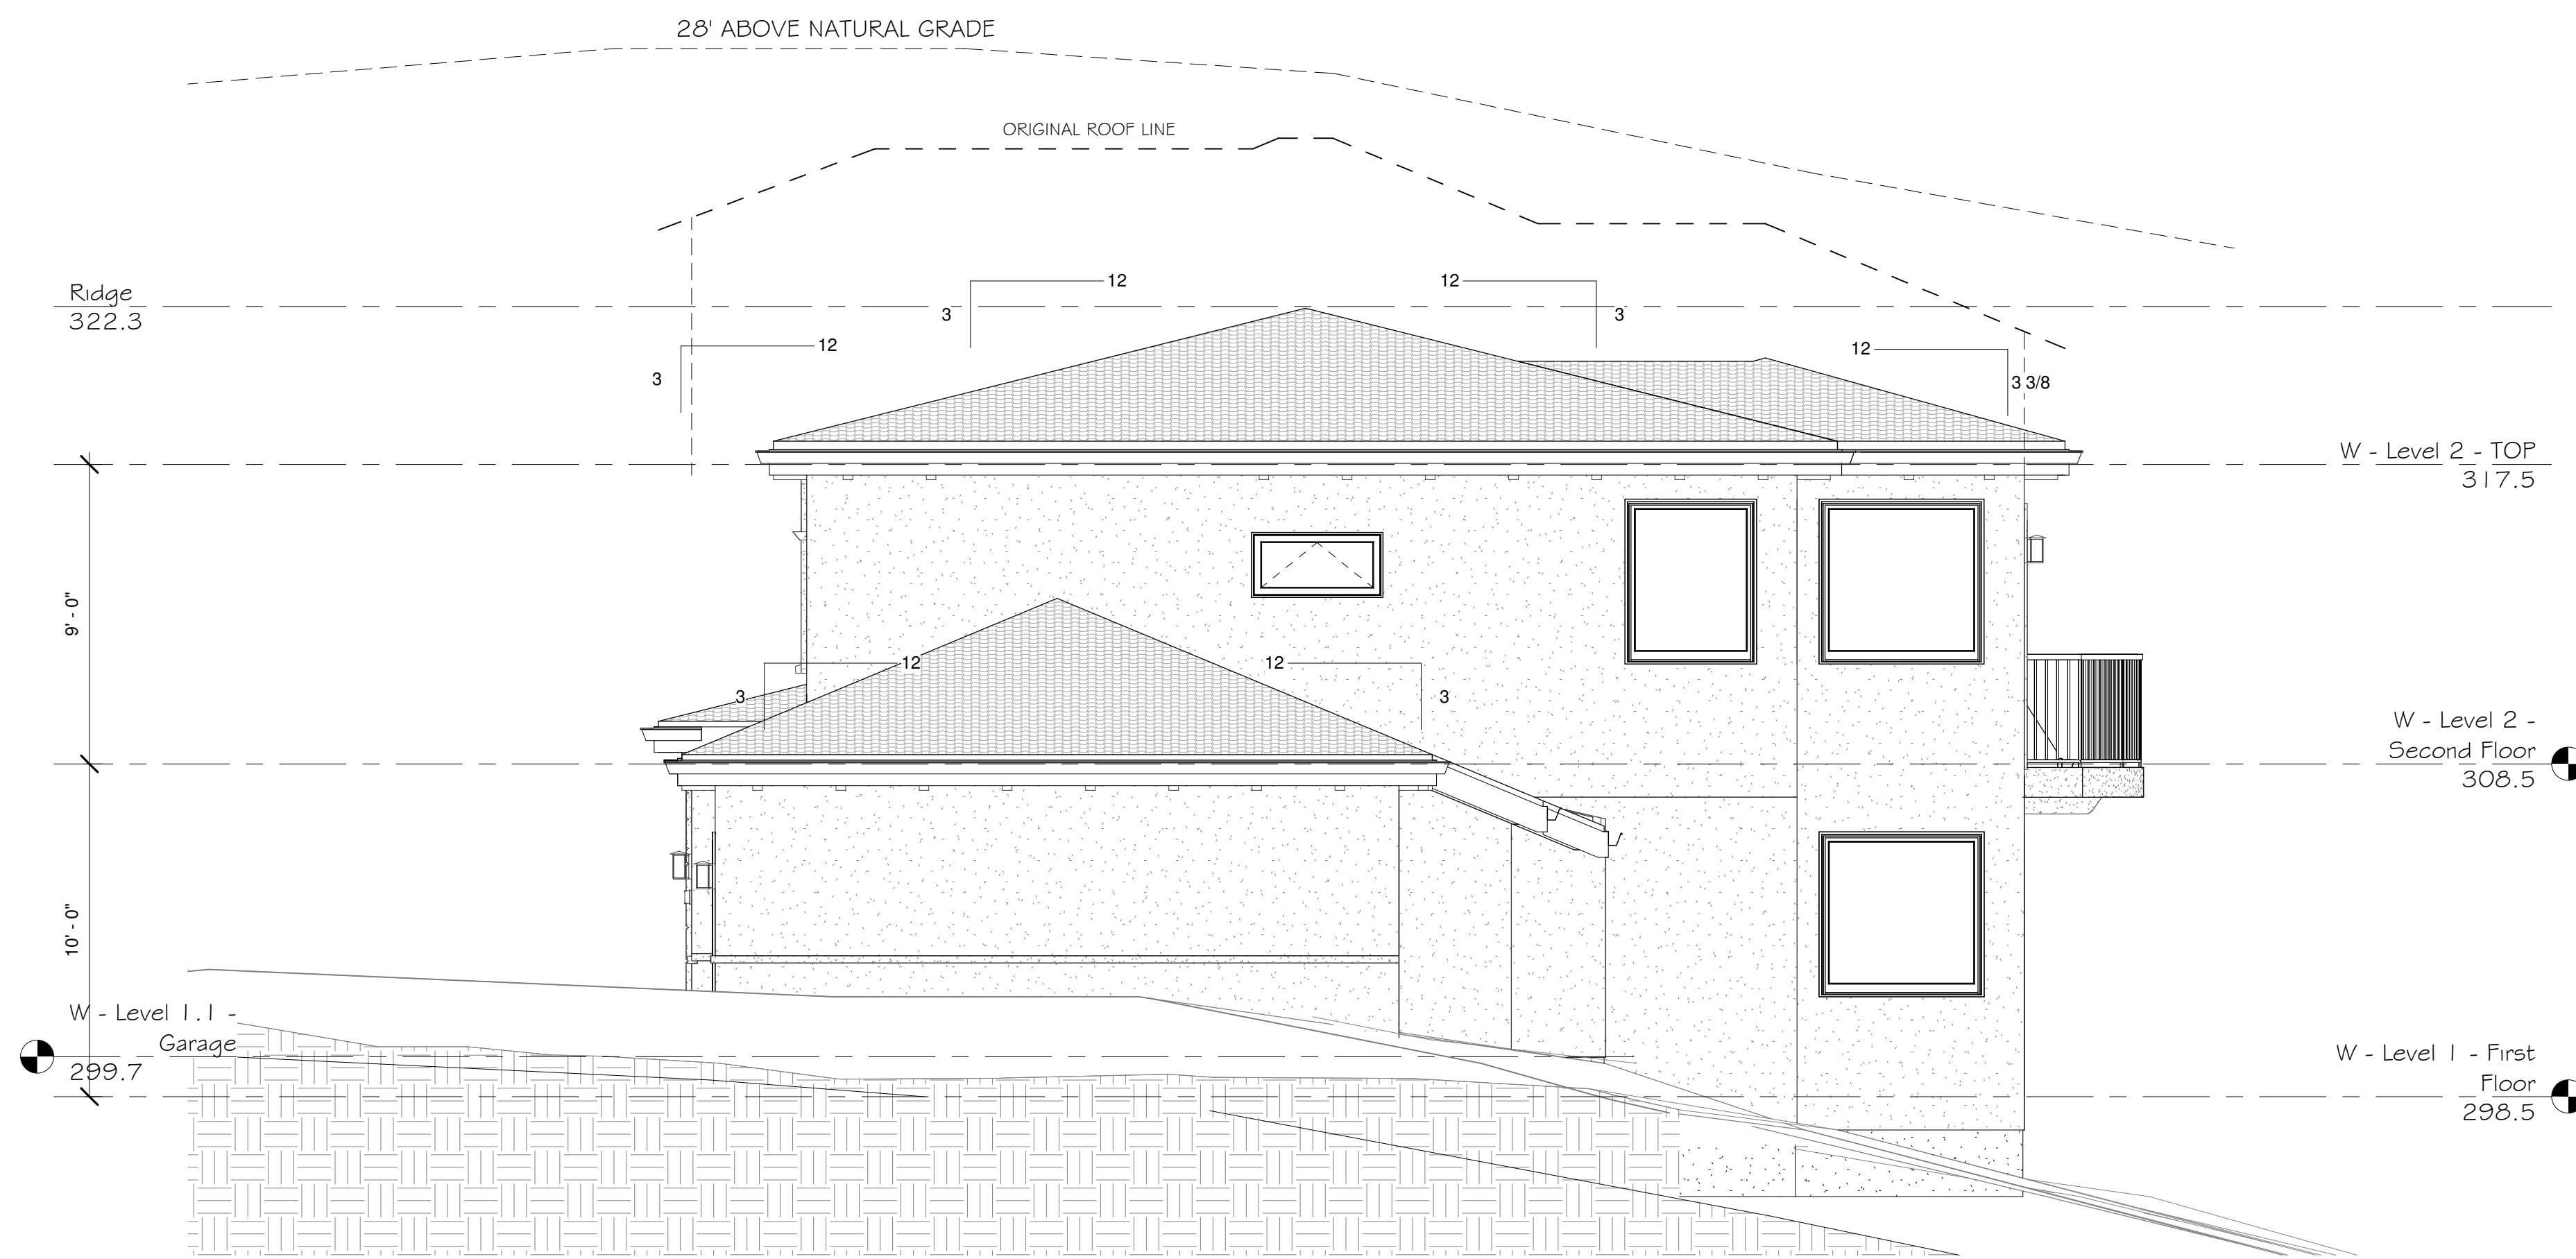 28' ABOVE NATURAL GRADE
ORIGINAL ROOF LINE
Ridge
322.3
12
12
3
3
12
3
12
3 3/8
W - Level 2 - TOP
317.5
9' - 0"
12
12
3
3
W - Level 2 -
Second Floor
308.5
10' - 0"
W - Level 1.1 -
Garage
299.7
W - Level 1 - First
Floor
298.5